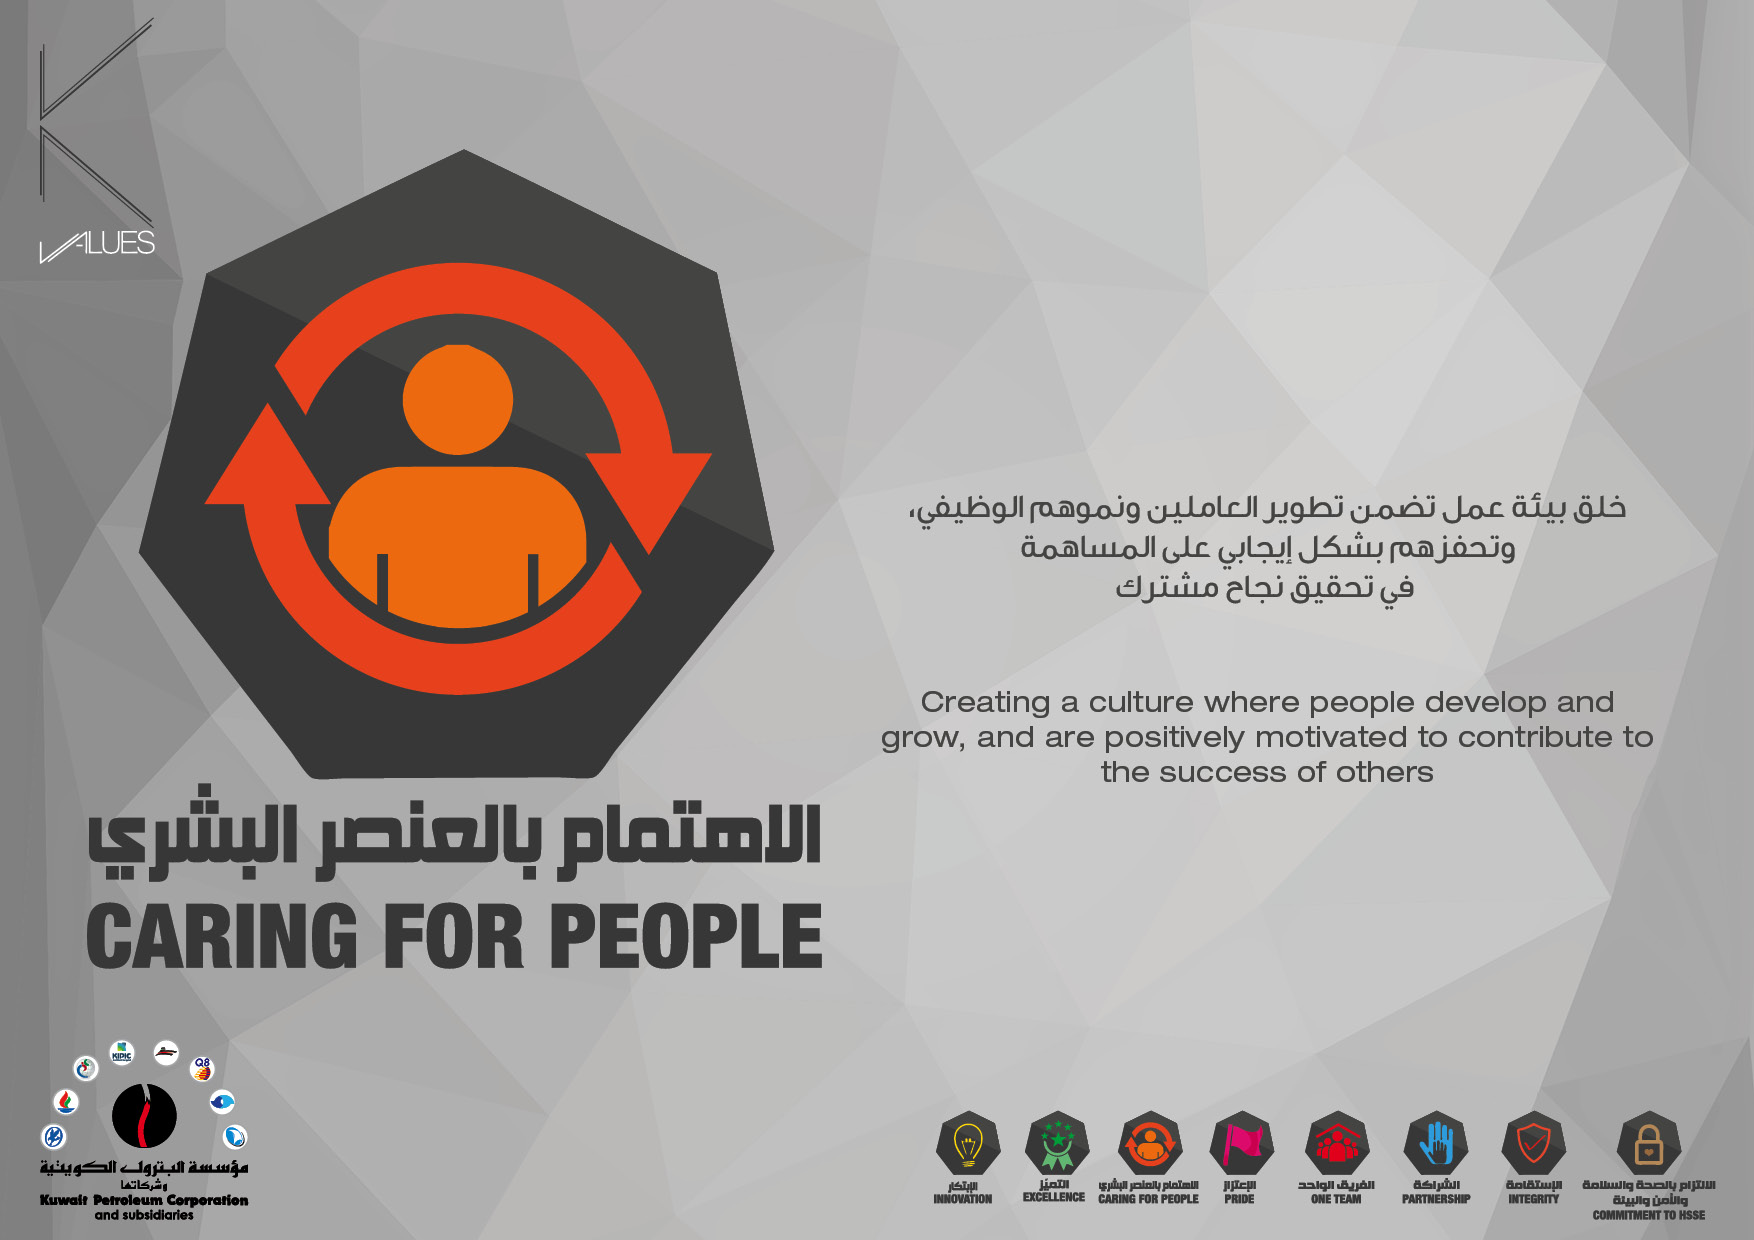 VALUES
الاهتمام بالعنصر البشري
CARING FOR PEOPLE
خلق بيئة عمل تضمن تطوير العاملين ونموهم الوظيفي،
وتحفزهم بشكل إيجابي على المساهمة
في تحقيق نجاح مشترك
Creating a culture where people develop and
grow, and are positively motivated to contribute to
the success of others
KIPIC
Q8
مؤسسة البترول الكويتية
وشركاتها
Kuwait Petroleum Corporation
and subsidiaries
الإبتكار
INNOVATION
التميّز
EXCELLENCE
الاهتمام بالعنصر البشري
CARING FOR PEOPLE
الإعتزاز
PRIDE
الفريق الواحد
ONE TEAM
الشراكة
PARTNERSHIP
الإستقامة
INTEGRITY
الالتزام بالصحة والسلامة
والأمن والبيئة
COMMITMENT TO HSSE